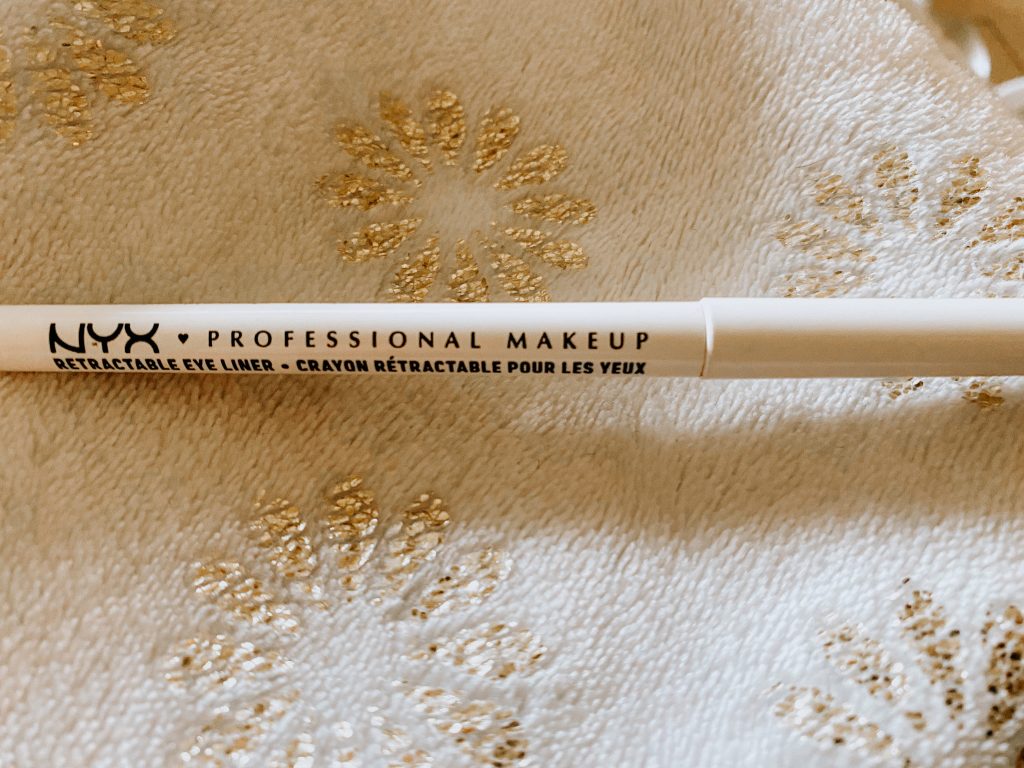 NYX ♥ PROFESSIONAL MAKEUP
RETRACTABLE EYE LINER • CRAYON RÉTRACTABLE POUR LES YEUX